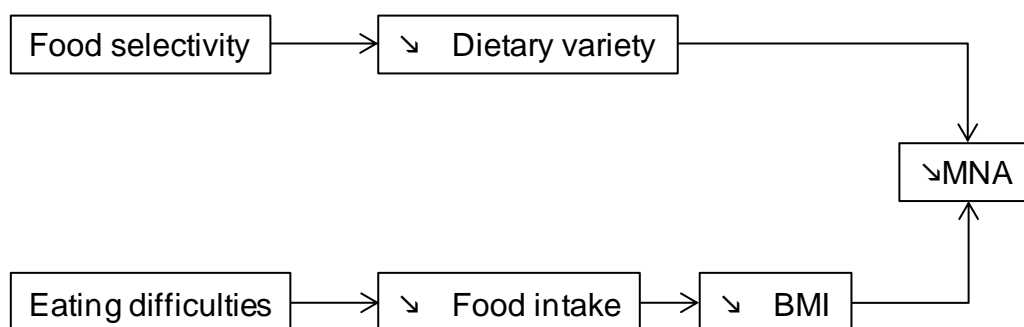 Food selectivity
↘ Dietary variety
↘MNA
Eating difficulties
↘ Food intake
↘ BMI